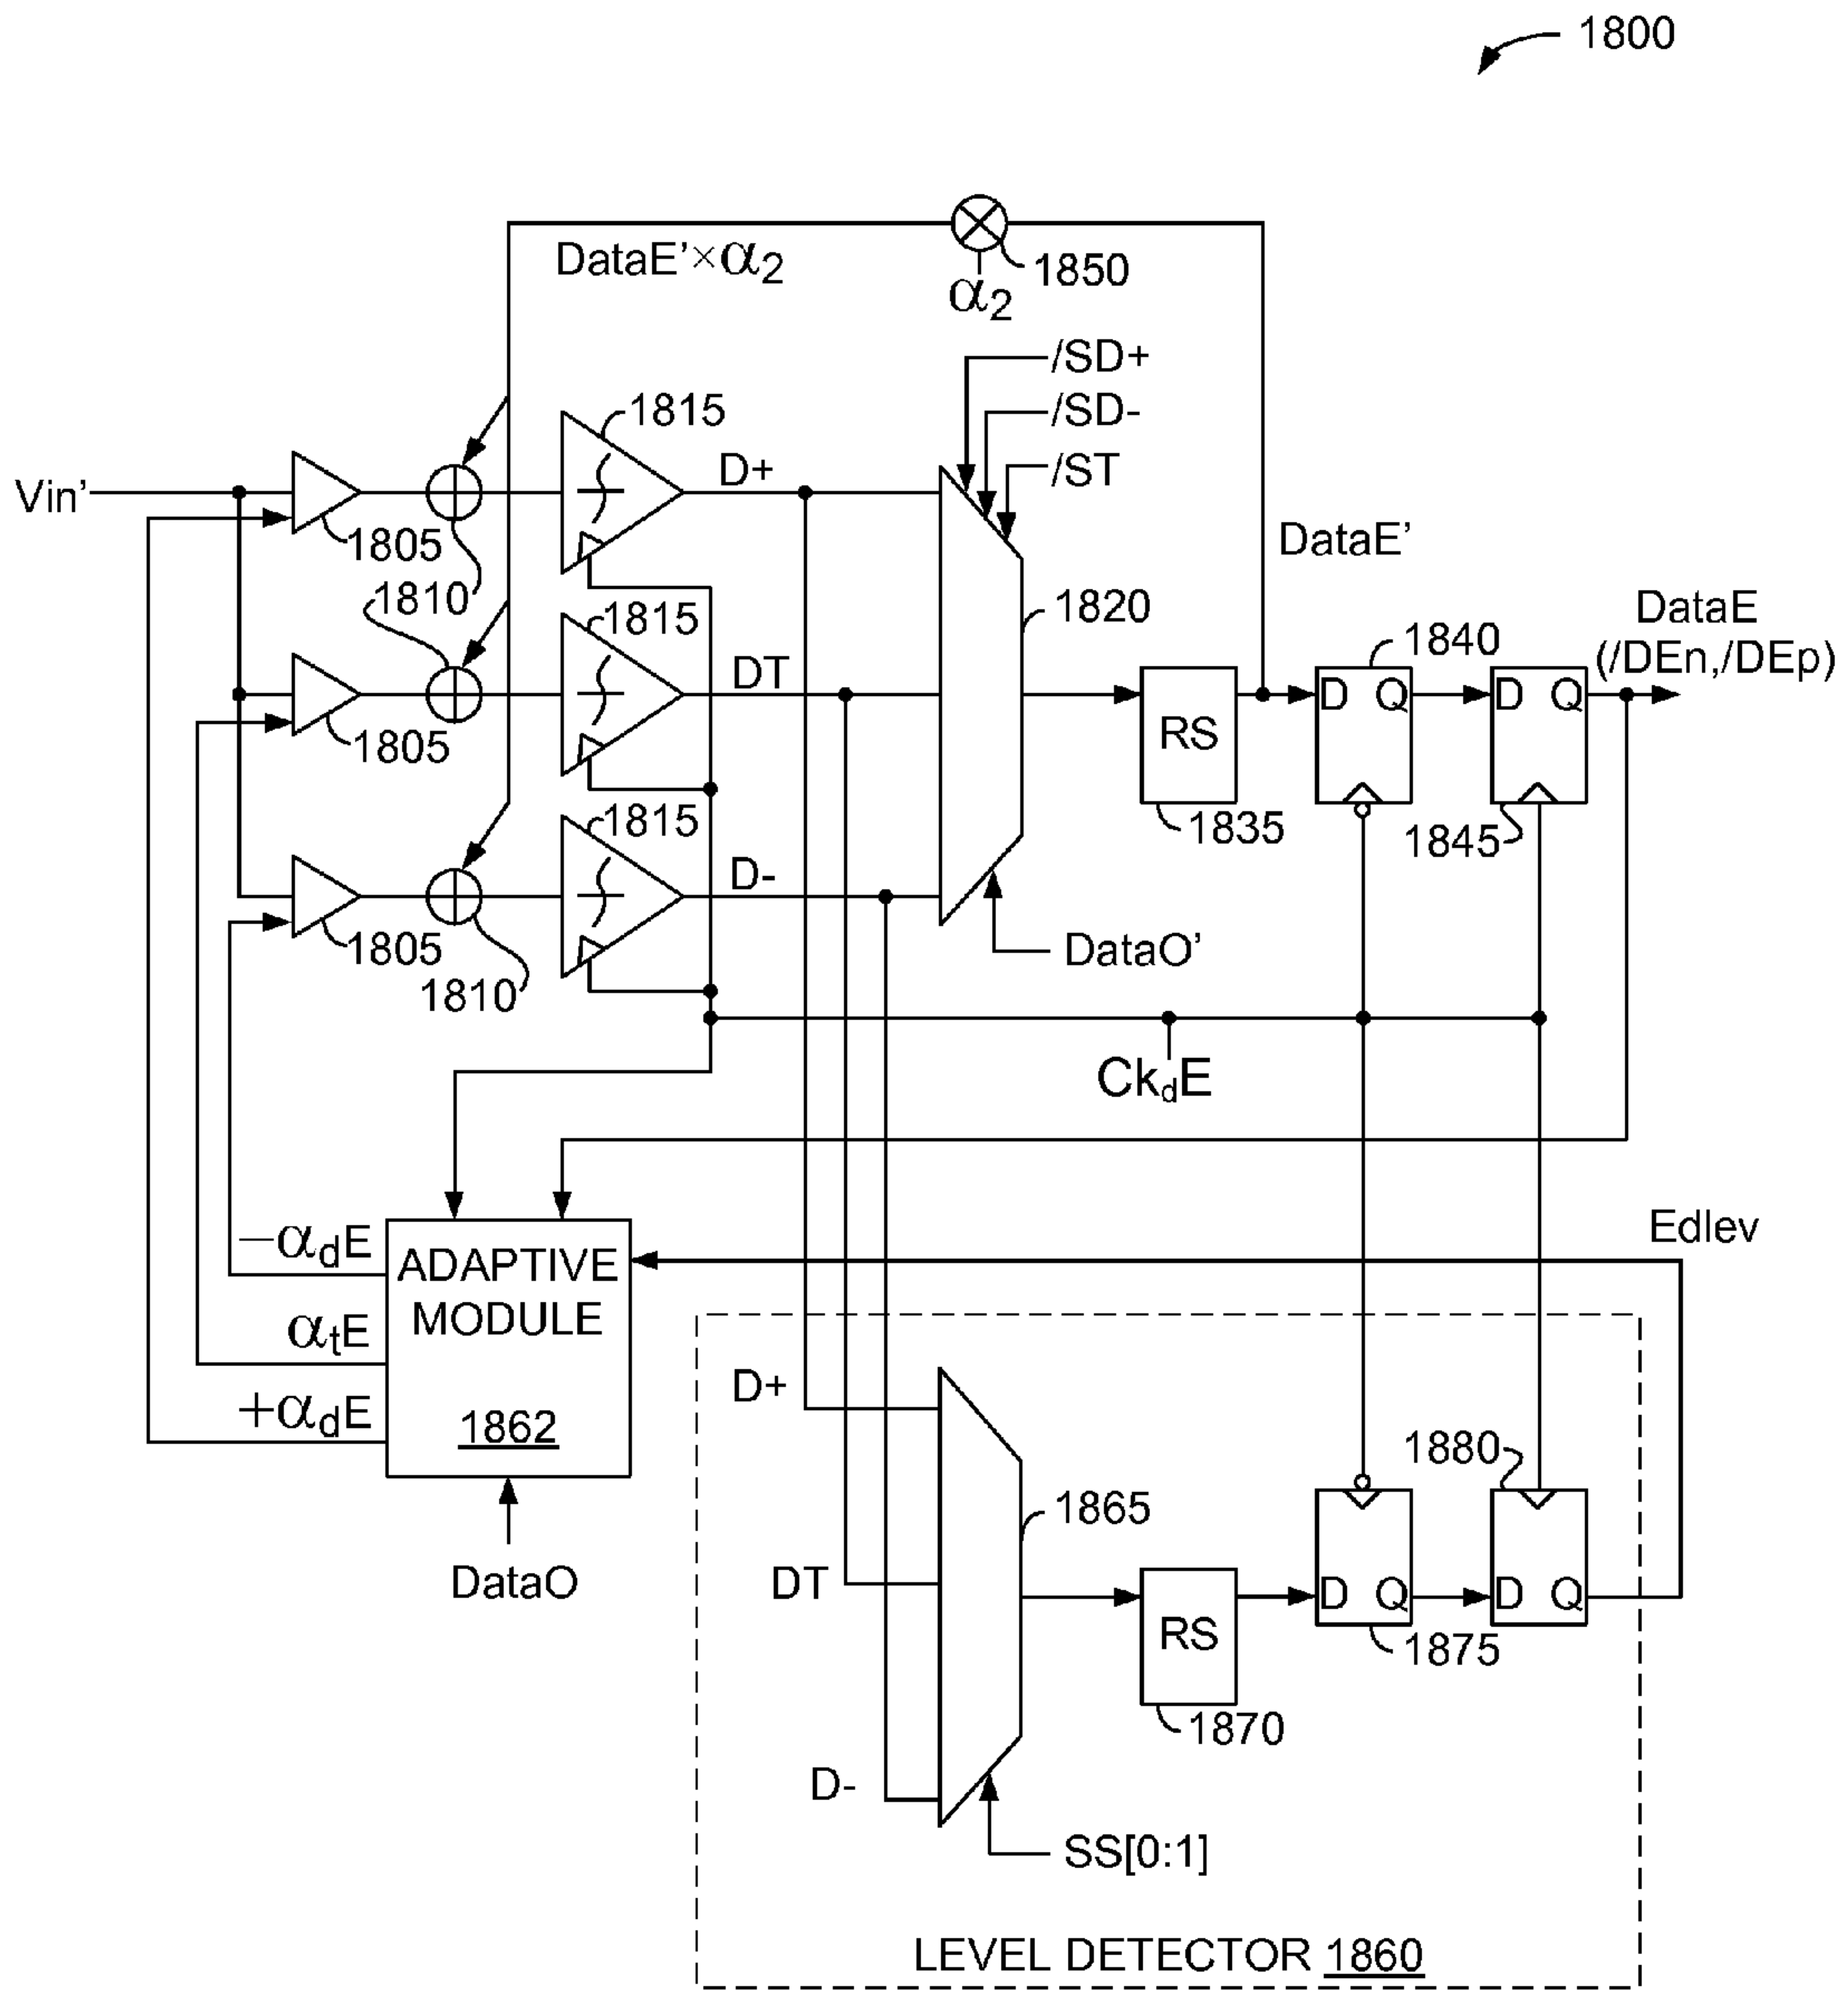 1800
DataE'×α2
1850
α2
/SD+
/SD-
/ST
1815
D+
Vin'
1805
1810
DataE'
1815
DT
1820
DataE
(/DEn,/DEp)
1840
D Q
D Q
RS
1805
1835
1845
1815
D-
1805
1810
DataO'
CkdE
−αdE
αtE
+αdE
ADAPTIVE
MODULE
1862
DataO
Edlev
D+
1865
1880
DT
RS
D Q
D Q
1875
1870
D-
SS[0:1]
LEVEL DETECTOR 1860